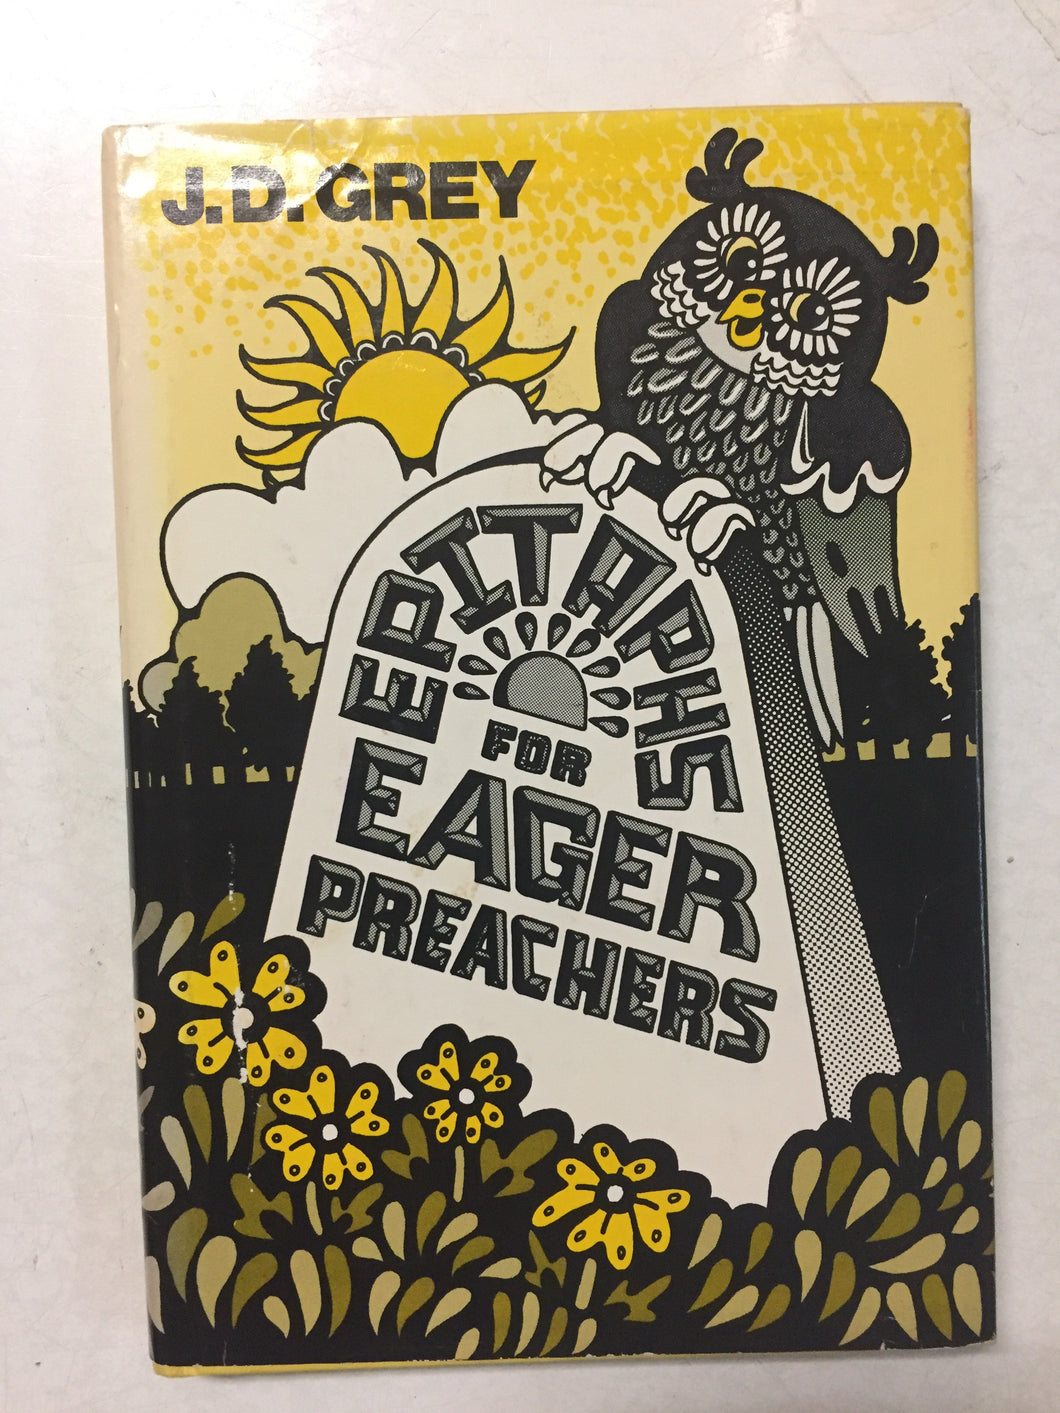 J.D. GREY
EPITAPHS
FOR
EAGER
PREACHERS